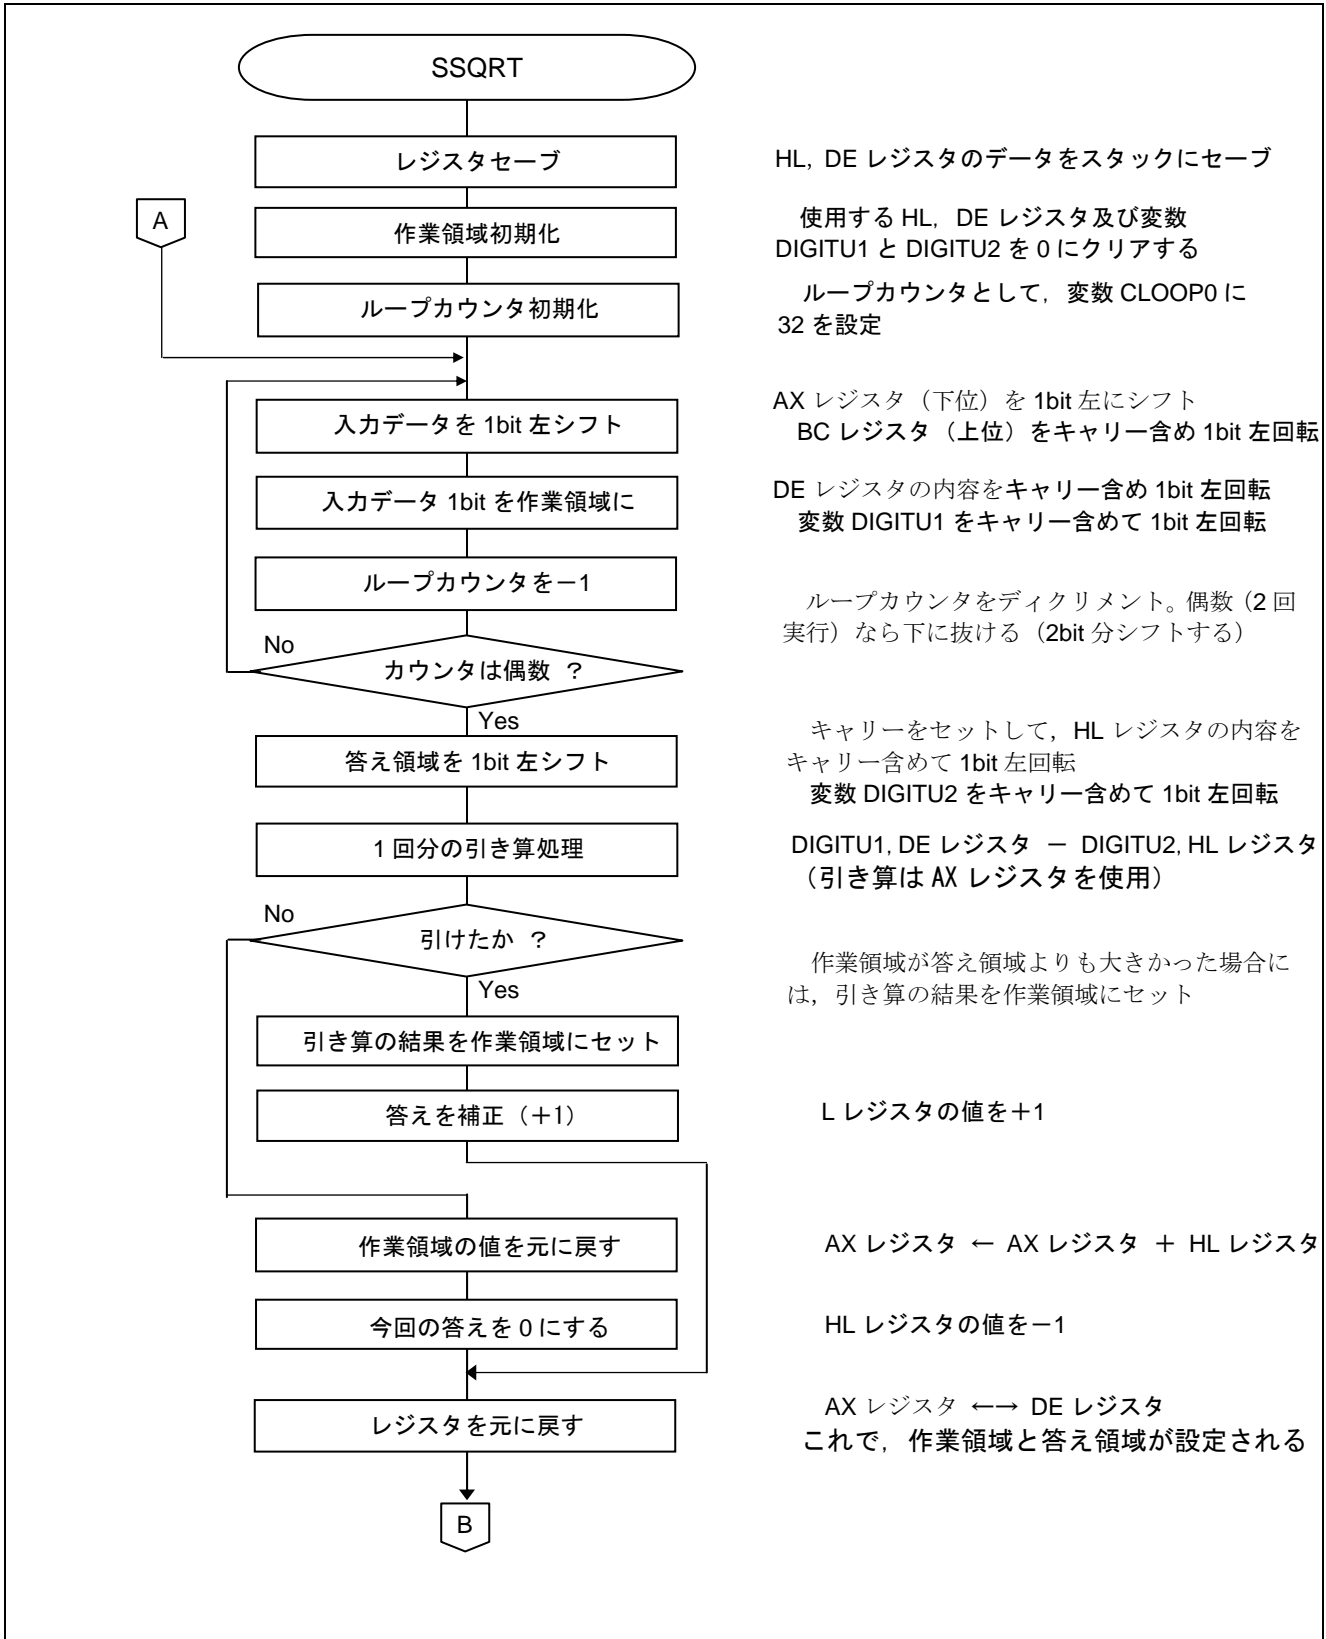 SSQRT
レジスタセーブ
HL, DE レジスタのデータをスタックにセーブ
A
作業領域初期化
使用する HL, DE レジスタ及び変数
DIGITU1 と DIGITU2 を 0 にクリアする
ループカウンタ初期化
ループカウンタとして,変数 CLOOP0 に
32 を設定
入力データを 1bit 左シフト
AX レジスタ(下位)を 1bit 左にシフト
BC レジスタ(上位)をキャリー含め 1bit 左回転
入力データ 1bit を作業領域に
DE レジスタの内容をキャリー含め 1bit 左回転
変数 DIGITU1 をキャリー含めて 1bit 左回転
ループカウンタを-1
ループカウンタをディクリメント。偶数(2 回
実行)なら下に抜ける(2bit 分シフトする)
No
カウンタは偶数 ?
Yes
答え領域を 1bit 左シフト
キャリーをセットして,HL レジスタの内容を
キャリー含めて 1bit 左回転
変数 DIGITU2 をキャリー含めて 1bit 左回転
1 回分の引き算処理
DIGITU1, DE レジスタ - DIGITU2, HL レジスタ
(引き算は AX レジスタを使用)
No
引けたか ?
Yes
作業領域が答え領域よりも大きかった場合に
は,引き算の結果を作業領域にセット
引き算の結果を作業領域にセット
答えを補正(+1)
L レジスタの値を+1
作業領域の値を元に戻す
AX レジスタ ← AX レジスタ + HL レジスタ
今回の答えを 0 にする
HL レジスタの値を-1
レジスタを元に戻す
AX レジスタ ←→ DE レジスタ
これで,作業領域と答え領域が設定される
B